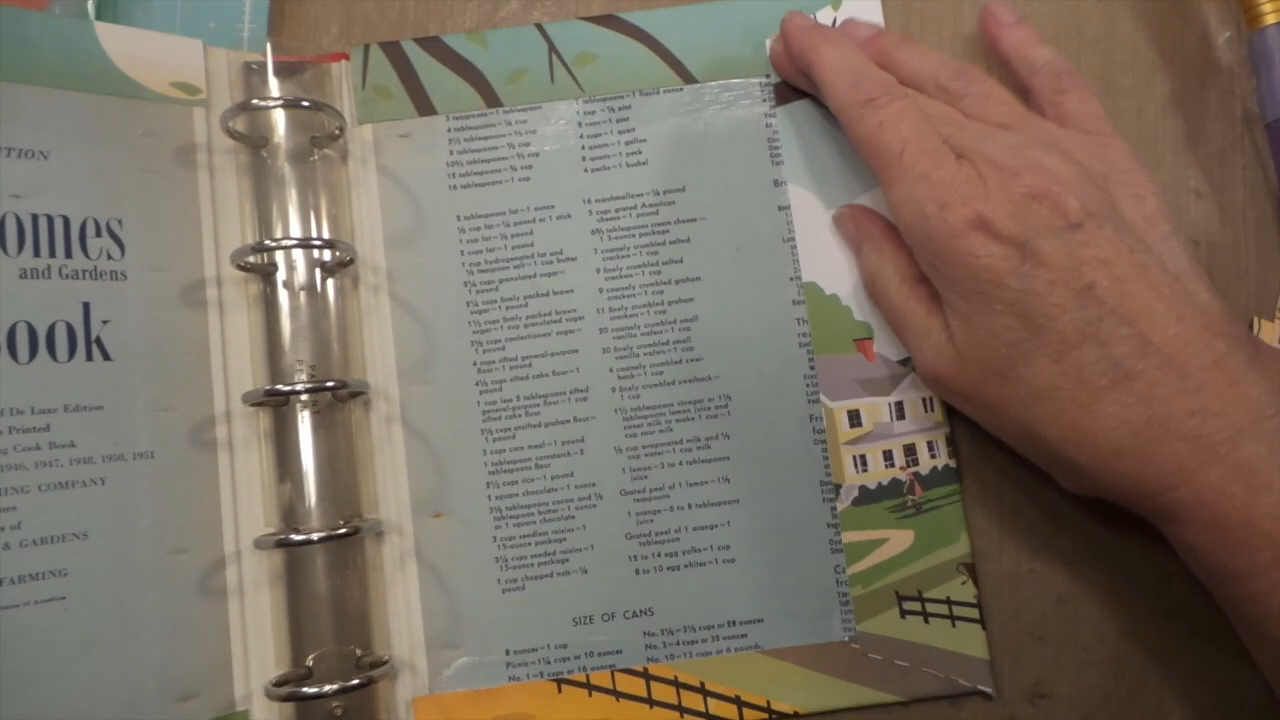 ITION
omes
and Gardens
ook
f De Luxe Edition
s Printed
ng Cook Book
1946, 1947, 1948, 1950, 1951
ING COMPANY
nes
s of
& GARDENS
FARMING
of America
3 teaspoons=1 tablespoon
4 tablespoons=¼ cup
8 tablespoons=½ cup
12 tablespoons=¾ cup
16 tablespoons=1 cup
2 tablespoons fat=1 ounce
½ cup fat=¼ pound or 1 stick
1 cup fat=½ pound
2 cups fat=1 pound
1 cup hydrogenated fat and
½ teaspoon salt=1 cup butter
2¼ cups granulated sugar=
1 pound
2¼ cups firmly packed brown
sugar=1 pound
1½ cups firmly packed brown
sugar=1 cup granulated sugar
3½ cups confectioners' sugar=
1 pound
4 cups sifted general-purpose
flour=1 pound
4½ cups sifted cake flour=1
pound
1 cup less 2 tablespoons sifted
general-purpose flour=1 cup
sifted cake flour
3½ cups unsifted graham flour=
1 pound
3 cups corn meal=1 pound
1 tablespoon cornstarch=2
tablespoons flour
2⅓ cups rice=1 pound
1 square chocolate=1 ounce
3½ tablespoons cocoa and ½
tablespoon butter=1 ounce
or 1 square chocolate
3 cups seedless raisins=1
15-ounce package
3¼ cups seeded raisins=1
15-ounce package
1 cup chopped nuts=¼
pound
tablespoons=1 liquid ounce
1 cup=½ pint
2 cups=1 pint
4 cups=1 quart
4 quarts=1 gallon
8 quarts=1 peck
4 pecks=1 bushel
16 marshmallows=¼ pound
5 cups grated American
cheese=1 pound
6⅔ tablespoons cream cheese=
1 3-ounce package
7 coarsely crumbled salted
crackers=1 cup
9 finely crumbled salted
crackers=1 cup
9 coarsely crumbled graham
crackers=1 cup
11 finely crumbled graham
crackers=1 cup
20 coarsely crumbled small
vanilla wafers=1 cup
30 finely crumbled small
vanilla wafers=1 cup
4 coarsely crumbled zwei-
back=1 cup
9 finely crumbled zweiback=
1 cup
1½ tablespoons vinegar or 1⅓
tablespoons lemon juice and
sweet milk to make 1 cup=1
cup sour milk
½ cup evaporated milk and ½
cup water=1 cup milk
1 lemon=3 to 4 tablespoons
juice
Grated peel of 1 lemon=1½
teaspoons
1 orange=6 to 8 tablespoons
juice
Grated peel of 1 orange=1
tablespoon
12 to 14 egg yolks=1 cup
8 to 10 egg whites=1 cup
SIZE OF CANS
8 ounces=1 cup
Picnic=1¼ cups or 10 ounces
No. 1=2 cups or 16 ounces
No. 2½=3½ cups or 28 ounces
No. 3=4 cups or 32 ounces
No. 10=13 cups or 6 pounds,